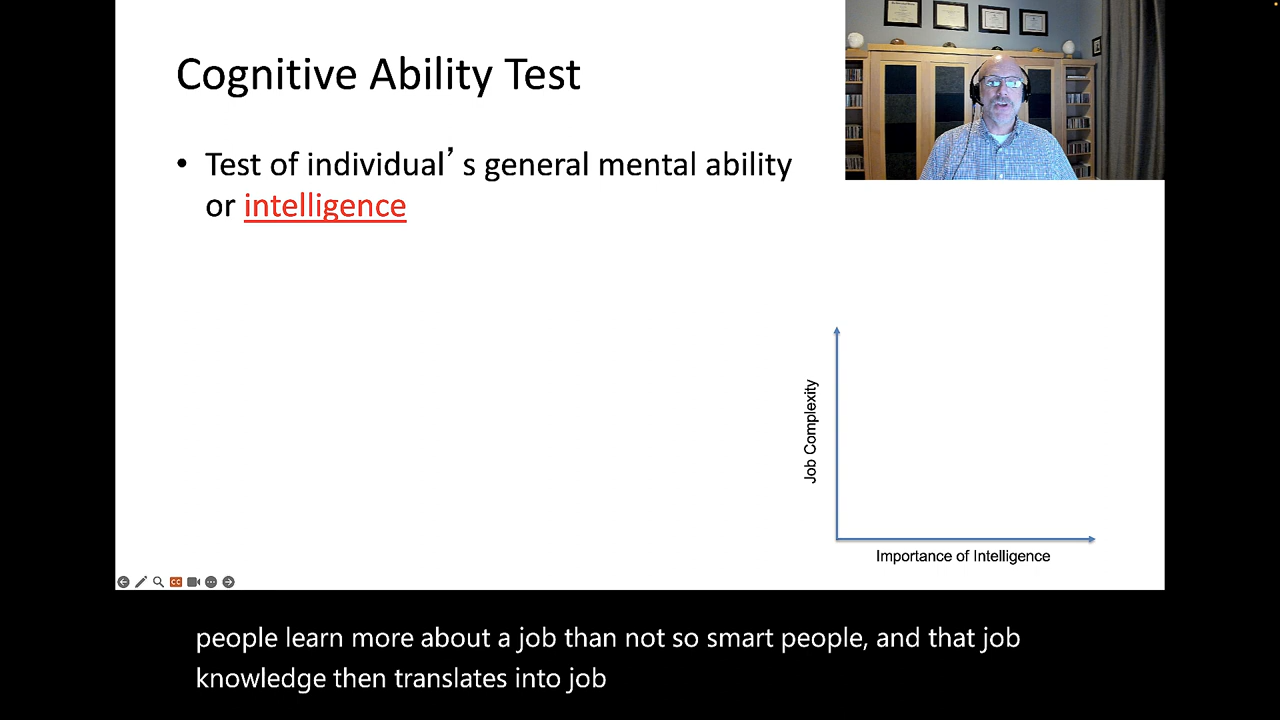 Cognitive Ability Test
• Test of individual’s general mental ability
or intelligence
Job Complexity
Importance of Intelligence
CC
people learn more about a job than not so smart people, and that job
knowledge then translates into job